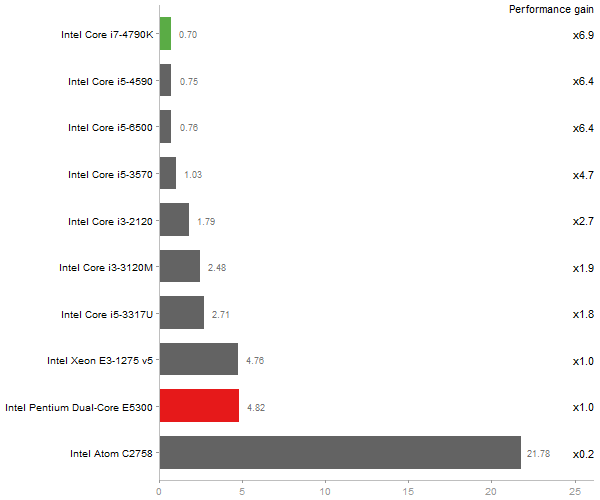 Performance gain
Intel Core i7-4790K 0.70 x6.9
Intel Core i5-4590 0.75 x6.4
Intel Core i5-6500 0.76 x6.4
Intel Core i5-3570 1.03 x4.7
Intel Core i3-2120 1.79 x2.7
Intel Core i3-3120M 2.48 x1.9
Intel Core i5-3317U 2.71 x1.8
Intel Xeon E3-1275 v5 4.76 x1.0
Intel Pentium Dual-Core E5300 4.82 x1.0
Intel Atom C2758 21.78 x0.2
0 5 10 15 20 25